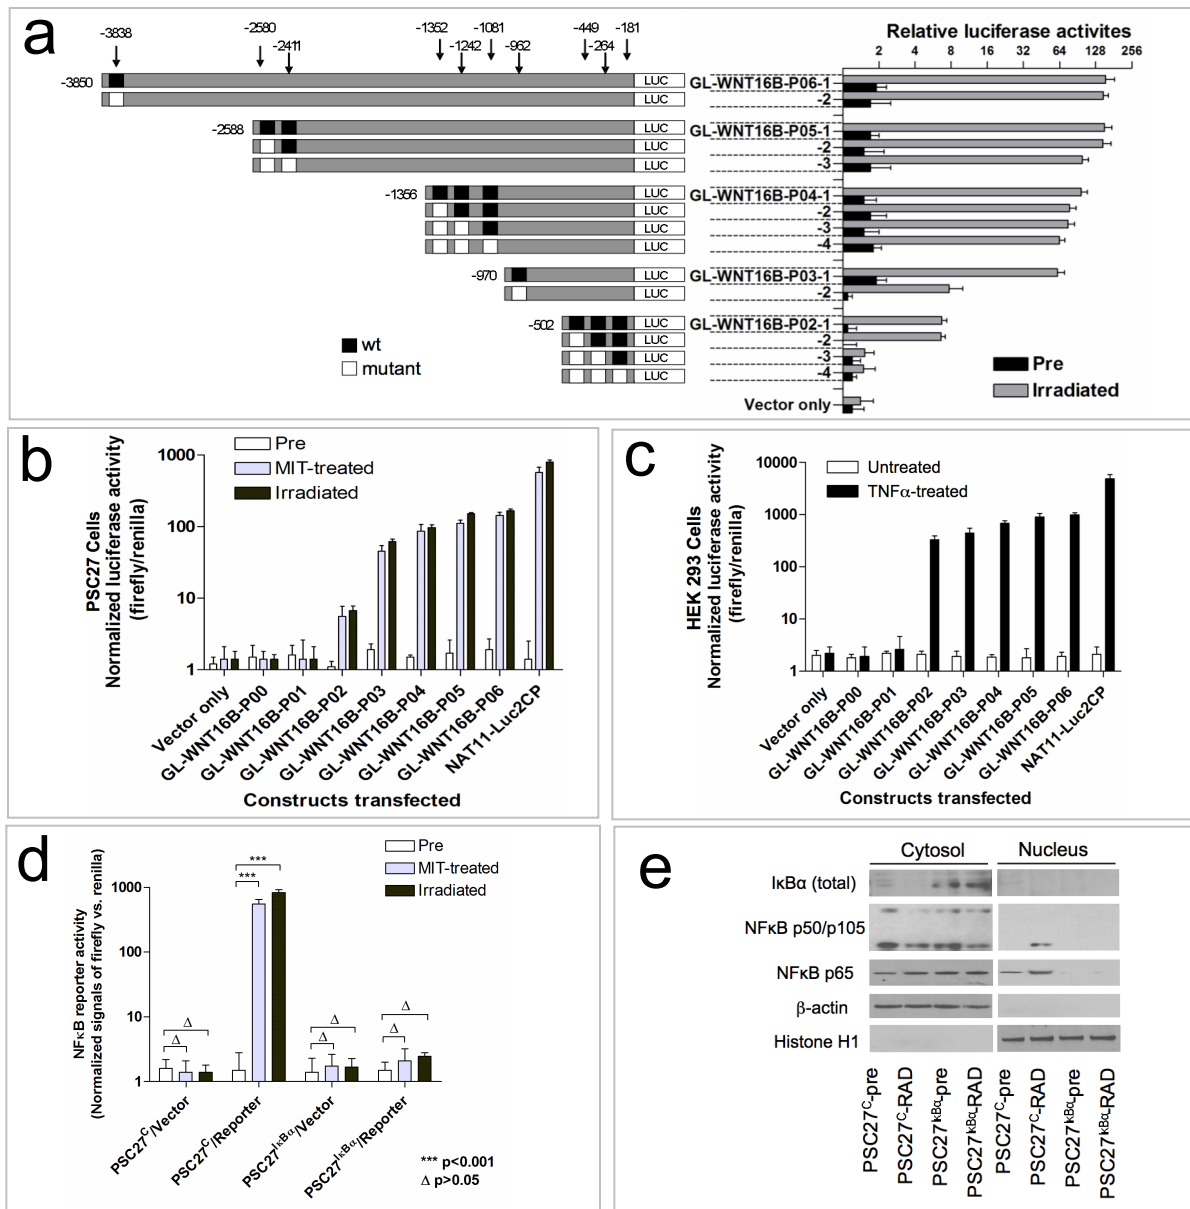 a
-3838
-2580
-2411
-1352
-1242
-1081
-962
-449
-264
-181
Relative luciferase activites
2 4 8 16 32 64 128 256
-3850
LUC
GL-WNT16B-P06-1
LUC
-2
-2588
LUC
GL-WNT16B-P05-1
LUC
-2
LUC
-3
-1356
LUC
GL-WNT16B-P04-1
LUC
-2
LUC
-3
LUC
-4
-970
LUC
GL-WNT16B-P03-1
LUC
-2
-502
LUC
GL-WNT16B-P02-1
LUC
-2
LUC
-3
LUC
-4
Vector only
wt
mutant
Pre
Irradiated
b
PSC27 Cells
Normalized luciferase activity
(firefly/renilla)
Pre
MIT-treated
Irradiated
1000
100
10
1
Vector only
GL-WNT16B-P00
GL-WNT16B-P01
GL-WNT16B-P02
GL-WNT16B-P03
GL-WNT16B-P04
GL-WNT16B-P05
GL-WNT16B-P06
NAT11-Luc2CP
Constructs transfected
c
HEK 293 Cells
Normalized luciferase activity
(firefly/renilla)
Untreated
TNFα-treated
10000
1000
100
10
1
Vector only
GL-WNT16B-P00
GL-WNT16B-P01
GL-WNT16B-P02
GL-WNT16B-P03
GL-WNT16B-P04
GL-WNT16B-P05
GL-WNT16B-P06
NAT11-Luc2CP
Constructs transfected
d
NFκB reporter activity
(Normalized signals of firefly vs. renilla)
Pre
MIT-treated
Irradiated
1000
100
10
1
Δ
Δ
***
***
Δ
Δ
Δ
Δ
PSC27C/Vector
PSC27C/Reporter
PSC27IκBα/Vector
PSC27IκBα/Reporter
*** p<0.001
Δ p>0.05
e
Cytosol
Nucleus
IκBα (total)
NFκB p50/p105
NFκB p65
β-actin
Histone H1
PSC27C-pre
PSC27C-RAD
PSC27kBα-pre
PSC27kBα-RAD
PSC27C-pre
PSC27C-RAD
PSC27kBα-pre
PSC27kBα-RAD